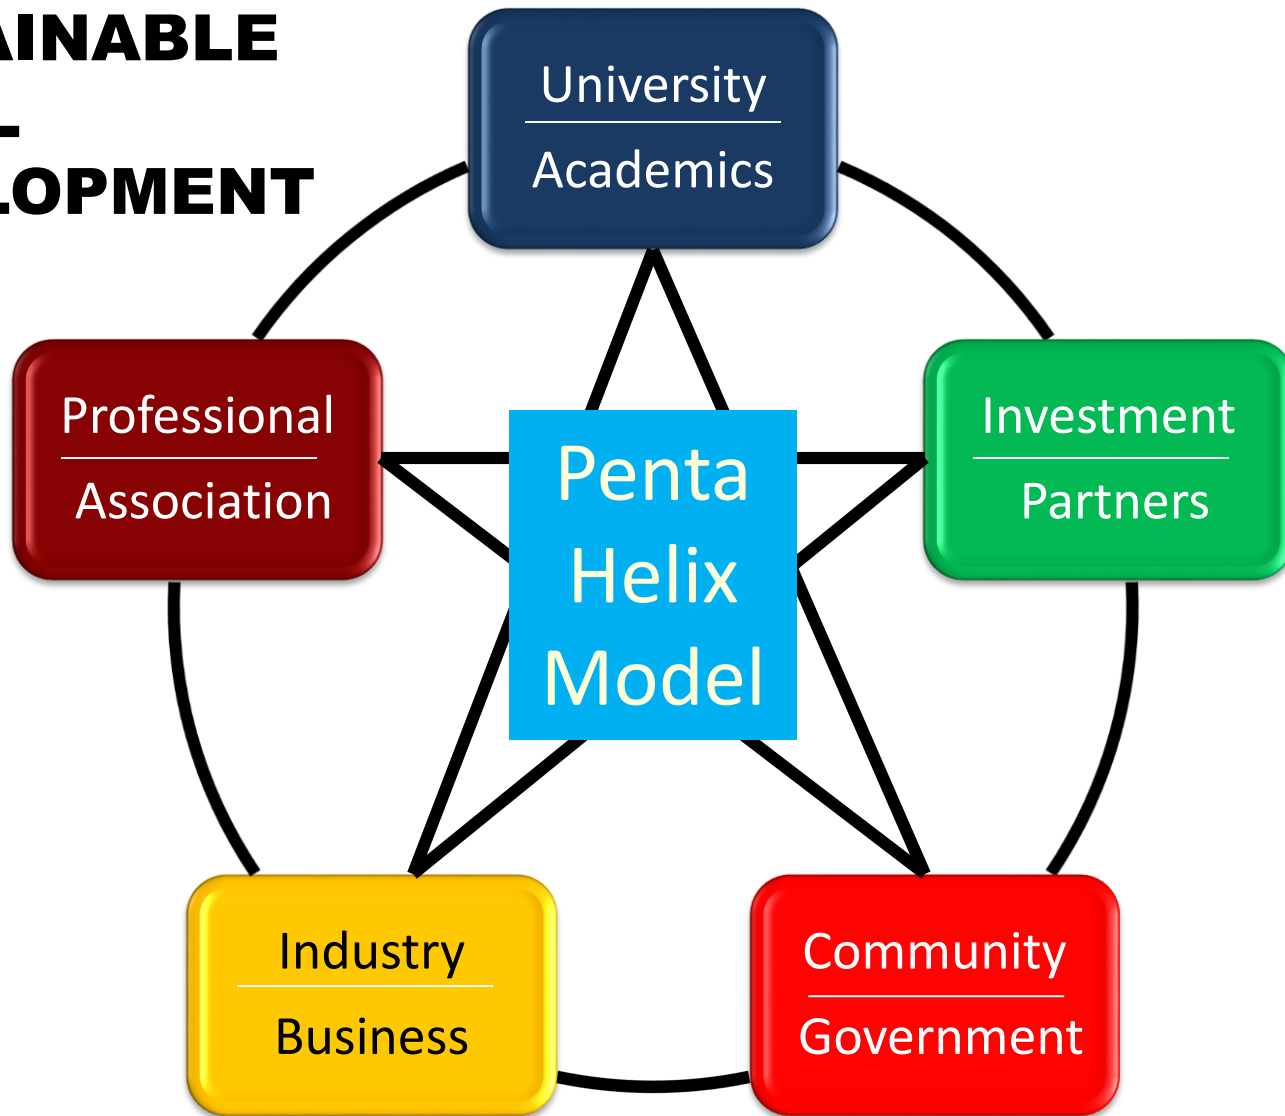 AINABLE
LOPMENT
University
Academics
Professional
Association
Investment
Partners
Penta
Helix
Model
Industry
Business
Community
Government